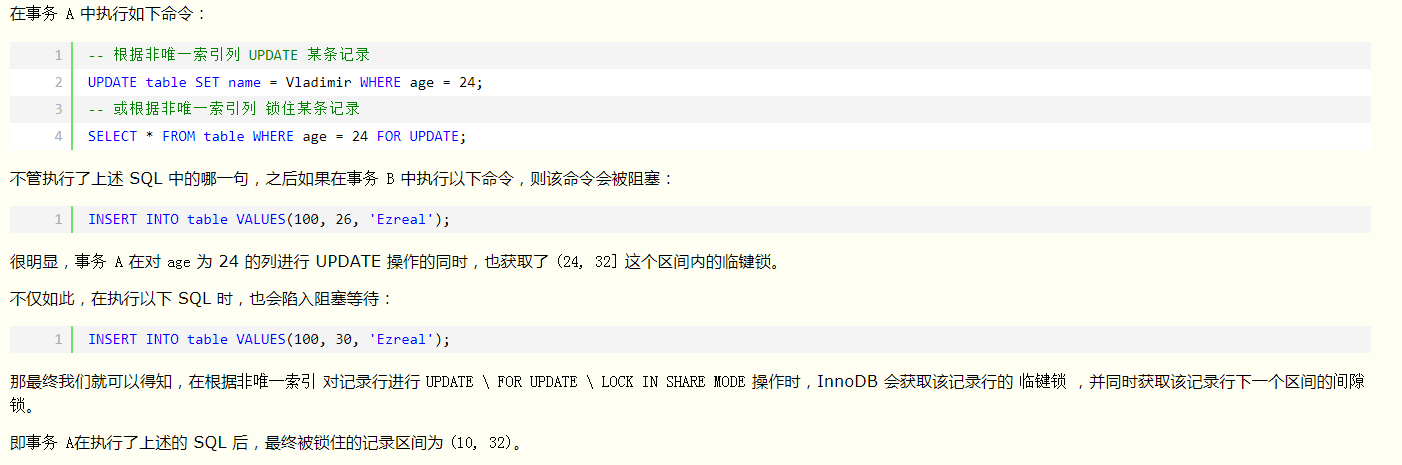 在事务 A 中执行如下命令：
1 -- 根据非唯一索引列 UPDATE 某条记录
2 UPDATE table SET name = Vladimir WHERE age = 24;
3 -- 或根据非唯一索引列 锁住某条记录
4 SELECT * FROM table WHERE age = 24 FOR UPDATE;
不管执行了上述 SQL 中的哪一句，之后如果在事务 B 中执行以下命令，则该命令会被阻塞：
1 INSERT INTO table VALUES(100, 26, 'Ezreal');
很明显，事务 A 在对 age 为 24 的列进行 UPDATE 操作的同时，也获取了 (24, 32] 这个区间内的临键锁。
不仅如此，在执行以下 SQL 时，也会陷入阻塞等待：
1 INSERT INTO table VALUES(100, 30, 'Ezreal');
那最终我们就可以得知，在根据非唯一索引 对记录行进行 UPDATE \ FOR UPDATE \ LOCK IN SHARE MODE 操作时，InnoDB 会获取该记录行的 临键锁 ，并同时获取该记录行下一个区间的间隙
锁。
即事务 A在执行了上述的 SQL 后，最终被锁住的记录区间为 (10, 32)。